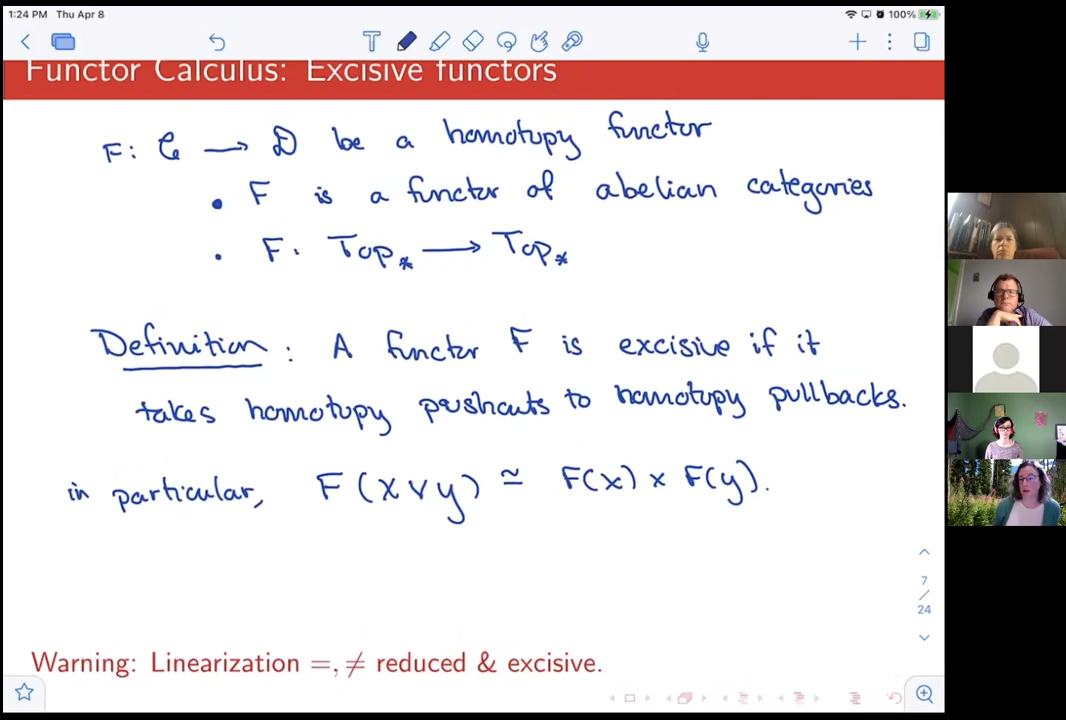 1:24 PM Thu Apr 8
100%
Functor Calculus: Excisive functors
F: C → D be a homotopy functor
• F is a functor of abelian categories
• F: Top* → Top*
Definition: A functor F is excisive if it
takes homotopy pushouts to homotopy pullbacks.
in particular, F(X∨Y) ≃ F(X) × F(Y).
7
/
24
Warning: Linearization =, ≠ reduced & excisive.